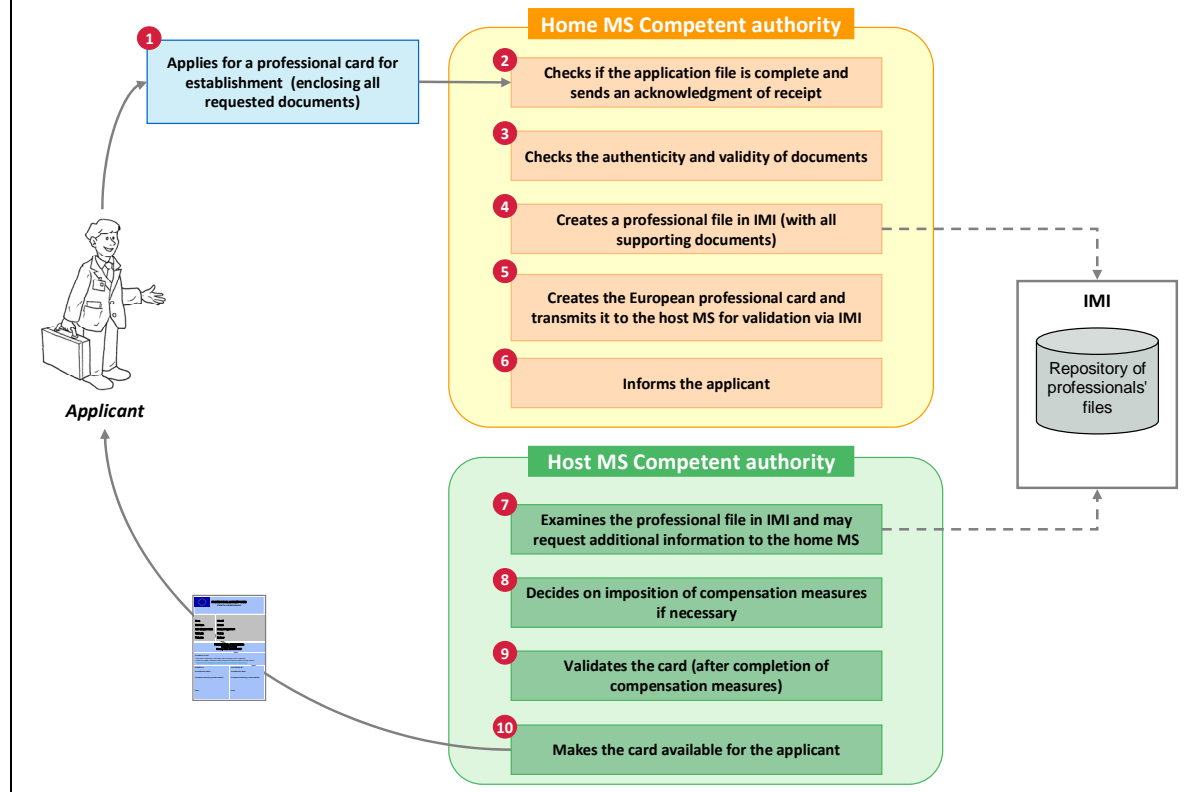 Home MS Competent authority
1
Applies for a professional card for
establishment  (enclosing all
requested documents)
2
Checks if the application file is complete and
sends an acknowledgment of receipt
3
Checks the authenticity and validity of documents
4
Creates a professional file in IMI (with all
supporting documents)
5
Creates the European professional card and
transmits it to the host MS for validation via IMI
6
Informs the applicant
IMI
Repository of
professionals'
files
Applicant
Host MS Competent authority
7
Examines the professional file in IMI and may
request additional information to the home MS
8
Decides on imposition of compensation measures
if necessary
9
Validates the card (after completion of
compensation measures)
10
Makes the card available for the applicant